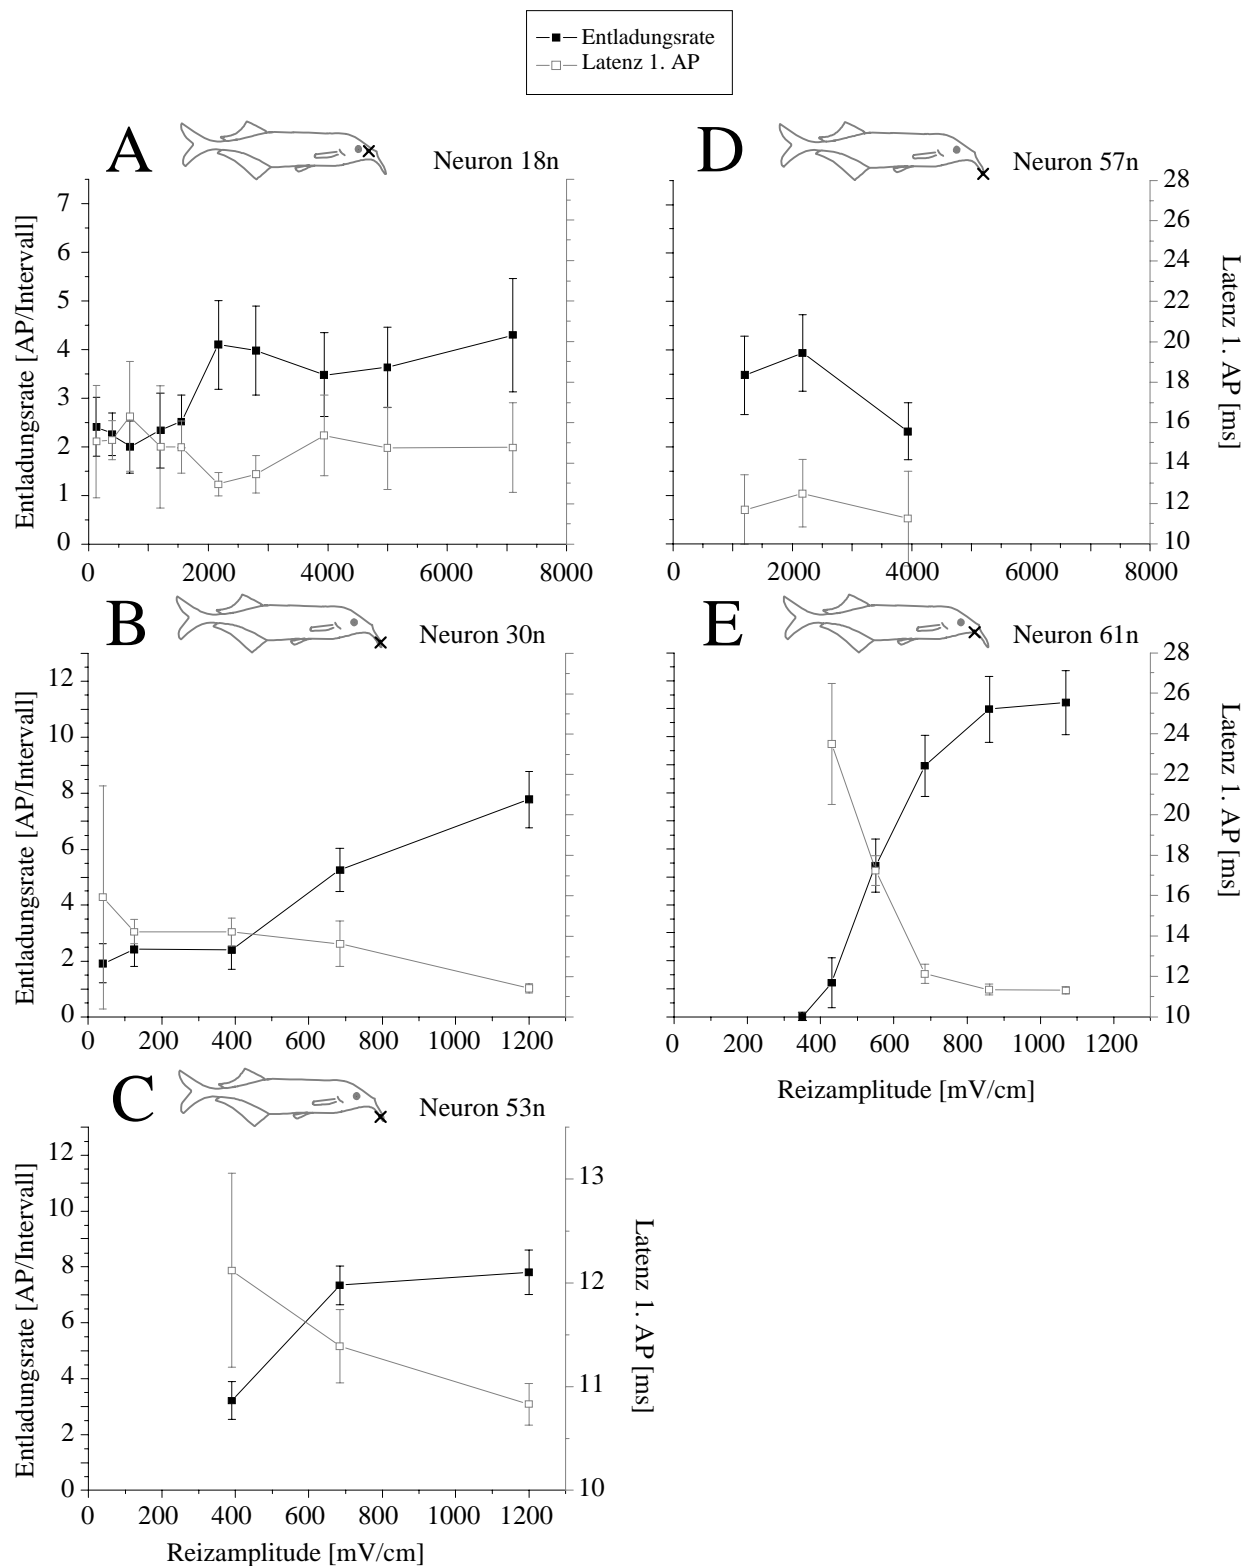 Entladungsrate
Latenz 1. AP
A
Neuron 18n
Entladungsrate [AP/Intervall]
7
6
5
4
3
2
1
0
0 2000 4000 6000 8000
D
Neuron 57n
28
26
24
22
20
18
16
14
12
10
Latenz 1. AP [ms]
0 2000 4000 6000 8000
B
Neuron 30n
Entladungsrate [AP/Intervall]
12
10
8
6
4
2
0
0 200 400 600 800 1000 1200
E
Neuron 61n
28
26
24
22
20
18
16
14
12
10
Latenz 1. AP [ms]
0 200 400 600 800 1000 1200
Reizamplitude [mV/cm]
C
Neuron 53n
Entladungsrate [AP/Intervall]
12
10
8
6
4
2
0
13
12
11
10
Latenz 1. AP [ms]
0 200 400 600 800 1000 1200
Reizamplitude [mV/cm]